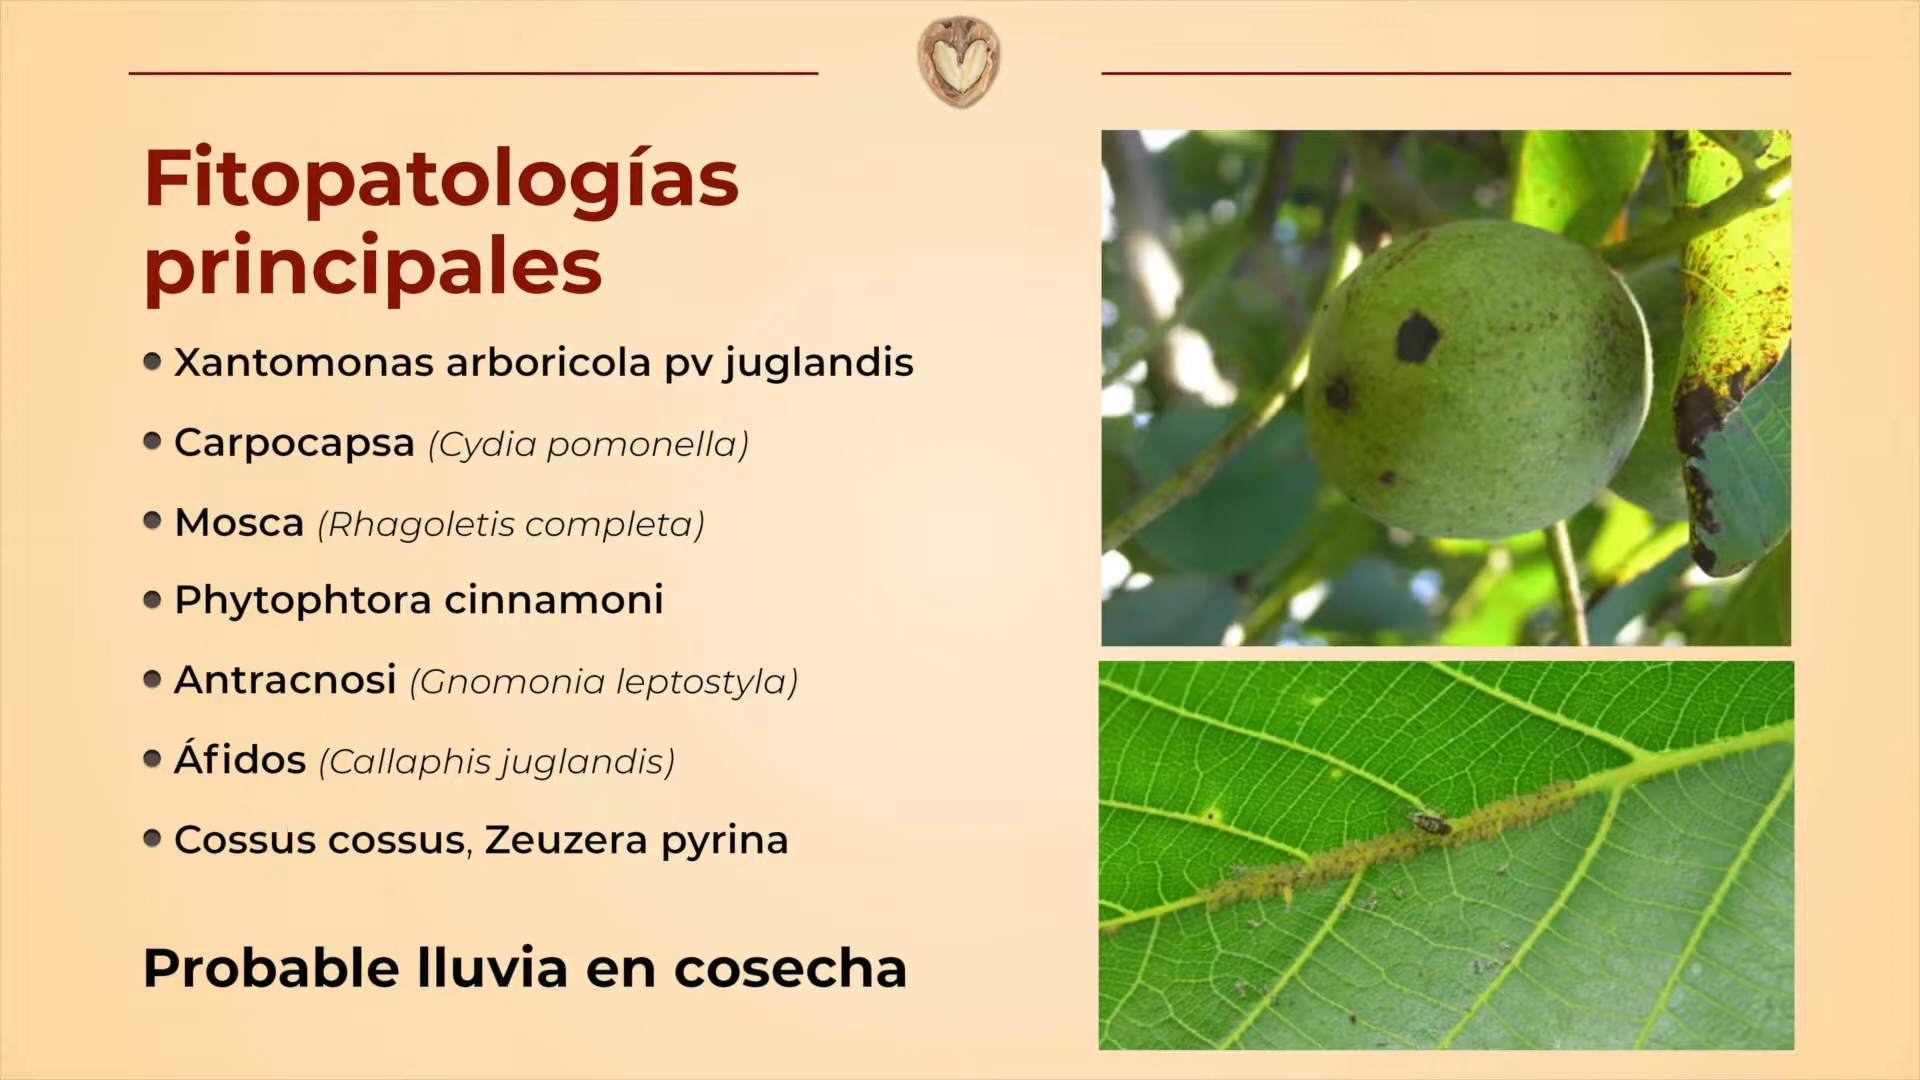 Fitopatologías
principales
Xantomonas arboricola pv juglandis
Carpocapsa (Cydia pomonella)
Mosca (Rhagoletis completa)
Phytophtora cinnamoni
Antracnosi (Gnomonia leptostyla)
Áfidos (Callaphis juglandis)
Cossus cossus, Zeuzera pyrina
Probable lluvia en cosecha